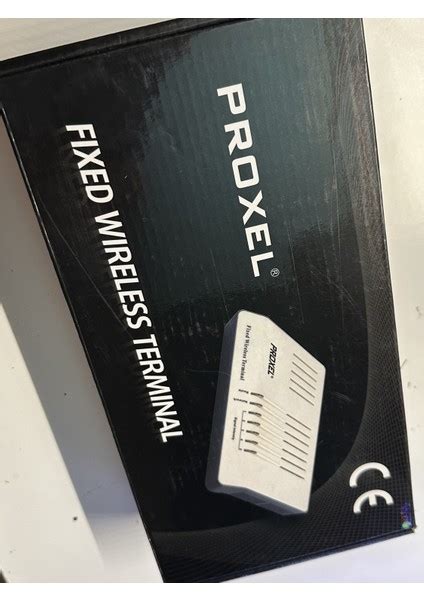 PROXEL®
FIXED WIRELESS TERMINAL
PROXEL®
Fixed Wireless Terminal
CE